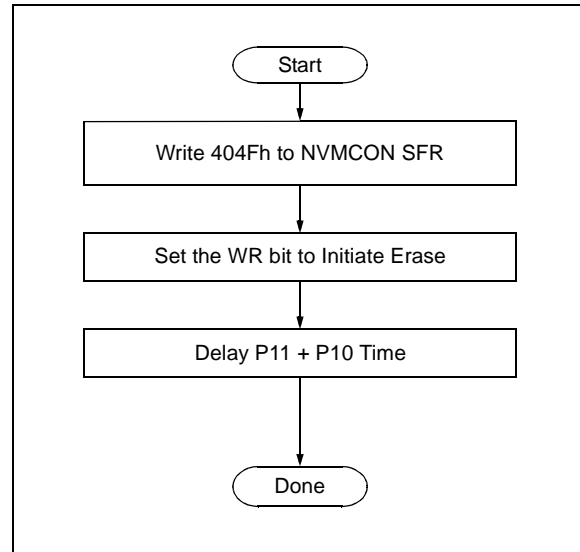 Start
Write 404Fh to NVMCON SFR
Set the WR bit to Initiate Erase
Delay P11 + P10 Time
Done